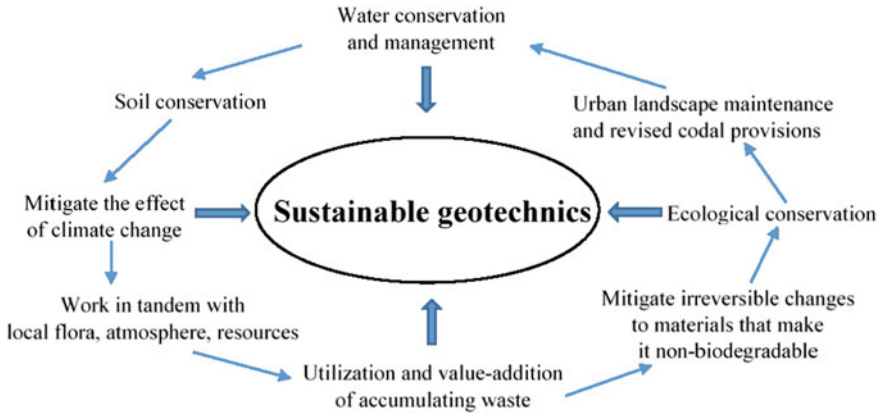 Water conservation
and management
Soil conservation
Urban landscape maintenance
and revised codal provisions
Mitigate the effect
of climate change
Sustainable geotechnics
Ecological conservation
Work in tandem with
local flora, atmosphere, resources
Mitigate irreversible changes
to materials that make
it non-biodegradable
Utilization and value-addition
of accumulating waste